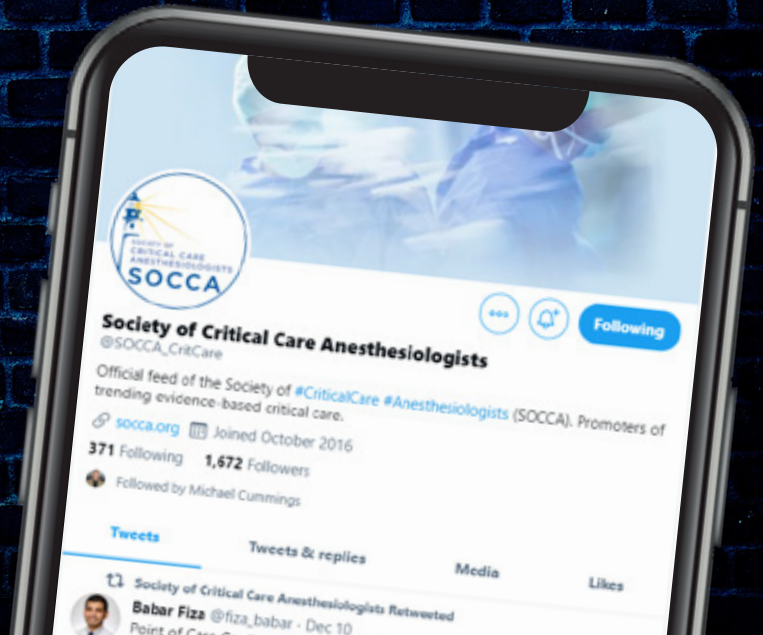 SOCIETY OF
CRITICAL CARE
ANESTHESIOLOGISTS
SOCCA
Following
Society of Critical Care Anesthesiologists
@SOCCA_CritCare
Official feed of the Society of #CriticalCare #Anesthesiologists (SOCCA). Promoters of
trending evidence-based critical care.
socca.org Joined October 2016
371 Following 1,672 Followers
Followed by Michael Cummings
Tweets Tweets & replies Media Likes
Society of Critical Care Anesthesiologists Retweeted
Babar Fiza @fiza_babar · Dec 10
Point of Care